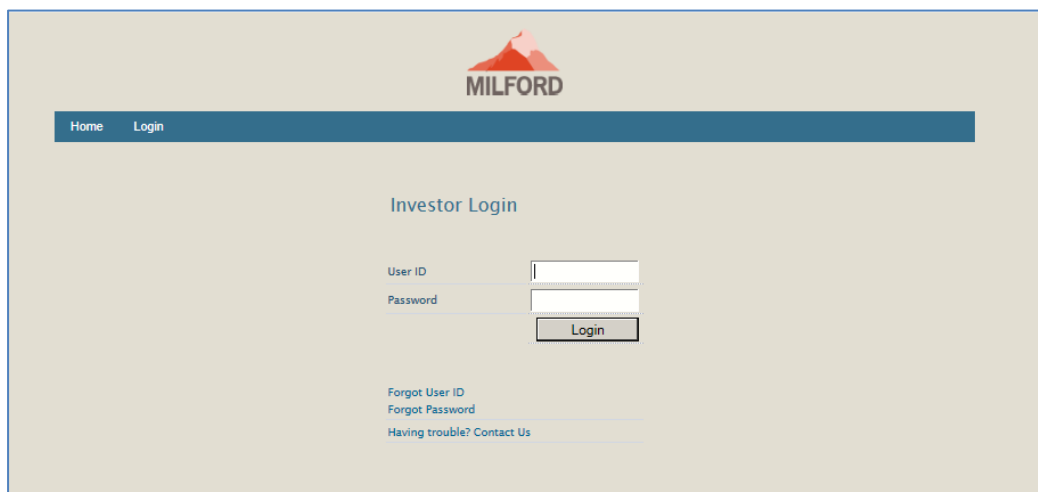 MILFORD
Home Login
Investor Login
User ID
Password
Login
Forgot User ID
Forgot Password
Having trouble? Contact Us